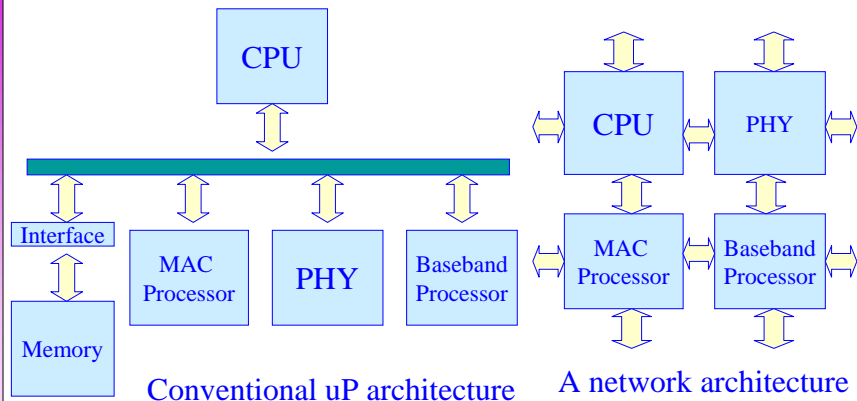 CPU
Interface
Memory
MAC
Processor
PHY
Baseband
Processor
Conventional uP architecture
CPU
PHY
MAC
Processor
Baseband
Processor
A network architecture